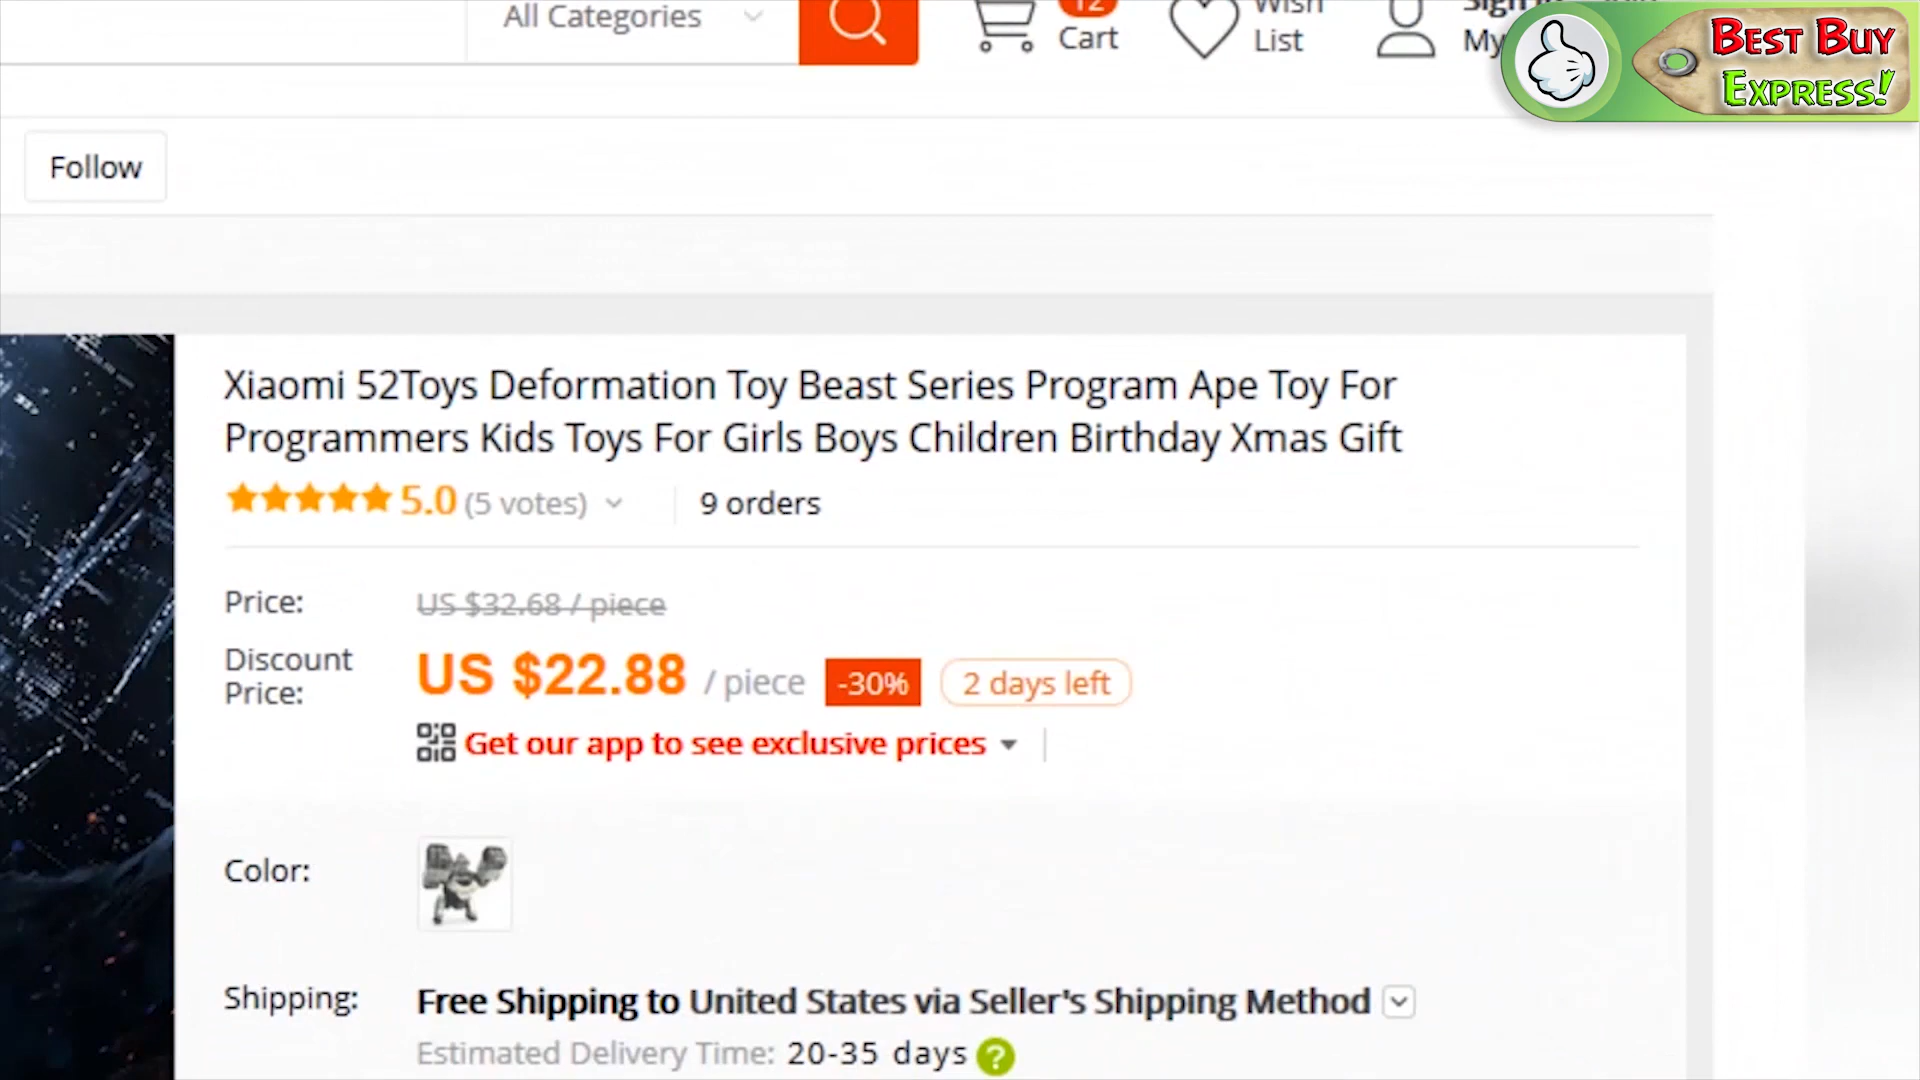 All Categories
12
Cart
Wish
List
My
BEST BUY
EXPRESS!
Follow
Xiaomi 52Toys Deformation Toy Beast Series Program Ape Toy For
Programmers Kids Toys For Girls Boys Children Birthday Xmas Gift
5.0 (5 votes)
9 orders
Price:
US $32.68 / piece
Discount
Price:
US $22.88 / piece
-30%
2 days left
Get our app to see exclusive prices
Color:
Shipping:
Free Shipping to United States via Seller's Shipping Method
Estimated Delivery Time: 20-35 days
?